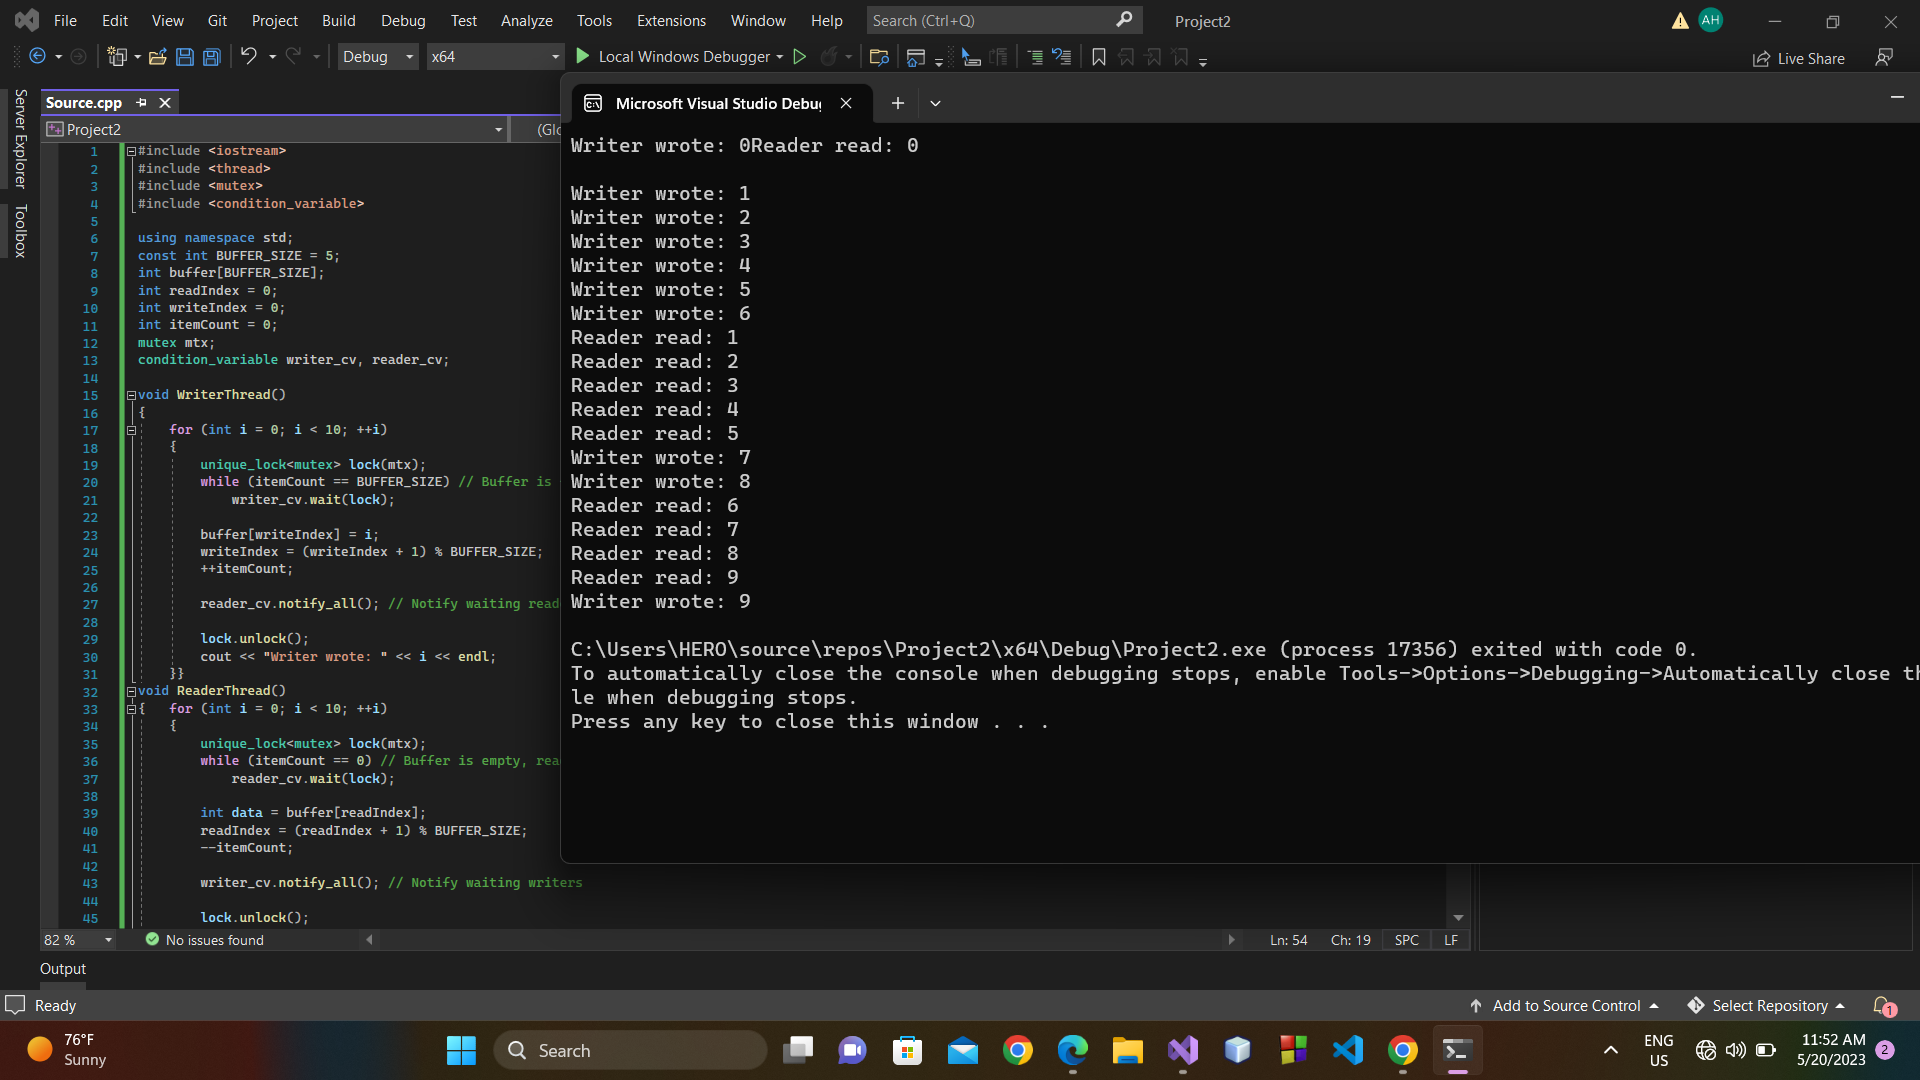 File Edit View Git Project Build Debug Test Analyze Tools Extensions Window Help Search (Ctrl+Q) Project2 AH
Debug x64 Local Windows Debugger Live Share
Server Explorer
Toolbox
Source.cpp
Project2
1 #include <iostream>
2 #include <thread>
3 #include <mutex>
4 #include <condition_variable>
5
6 using namespace std;
7 const int BUFFER_SIZE = 5;
8 int buffer[BUFFER_SIZE];
9 int readIndex = 0;
10 int writeIndex = 0;
11 int itemCount = 0;
12 mutex mtx;
13 condition_variable writer_cv, reader_cv;
14
15 void WriterThread()
16 {
17 for (int i = 0; i < 10; ++i)
18 {
19 unique_lock<mutex> lock(mtx);
20 while (itemCount == BUFFER_SIZE) // Buffer is
21 writer_cv.wait(lock);
22
23 buffer[writeIndex] = i;
24 writeIndex = (writeIndex + 1) % BUFFER_SIZE;
25 ++itemCount;
26
27 reader_cv.notify_all(); // Notify waiting read
28
29 lock.unlock();
30 cout << "Writer wrote: " << i << endl;
31 }}
32 void ReaderThread()
33 { for (int i = 0; i < 10; ++i)
34 {
35 unique_lock<mutex> lock(mtx);
36 while (itemCount == 0) // Buffer is empty, rea
37 reader_cv.wait(lock);
38
39 int data = buffer[readIndex];
40 readIndex = (readIndex + 1) % BUFFER_SIZE;
41 --itemCount;
42
43 writer_cv.notify_all(); // Notify waiting writers
44
45 lock.unlock();
82 % No issues found Ln: 54 Ch: 19 SPC LF
Microsoft Visual Studio Debug
Writer wrote: 0Reader read: 0
Writer wrote: 1
Writer wrote: 2
Writer wrote: 3
Writer wrote: 4
Writer wrote: 5
Writer wrote: 6
Reader read: 1
Reader read: 2
Reader read: 3
Reader read: 4
Reader read: 5
Writer wrote: 7
Writer wrote: 8
Reader read: 6
Reader read: 7
Reader read: 8
Reader read: 9
Writer wrote: 9
C:\Users\HERO\source\repos\Project2\x64\Debug\Project2.exe (process 17356) exited with code 0.
To automatically close the console when debugging stops, enable Tools->Options->Debugging->Automatically close th
le when debugging stops.
Press any key to close this window . . .
Output
Ready Add to Source Control Select Repository 1
76°F
Sunny
Search
ENG
US
11:52 AM
5/20/2023
2